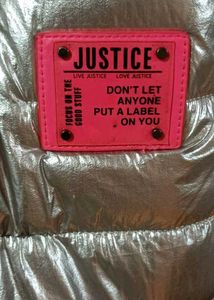 JUSTICE
LIVE JUSTICE LOVE JUSTICE
FOCUS ON THE
GOOD STUFF
DON'T LET
ANYONE
PUT A LABEL
ON YOU